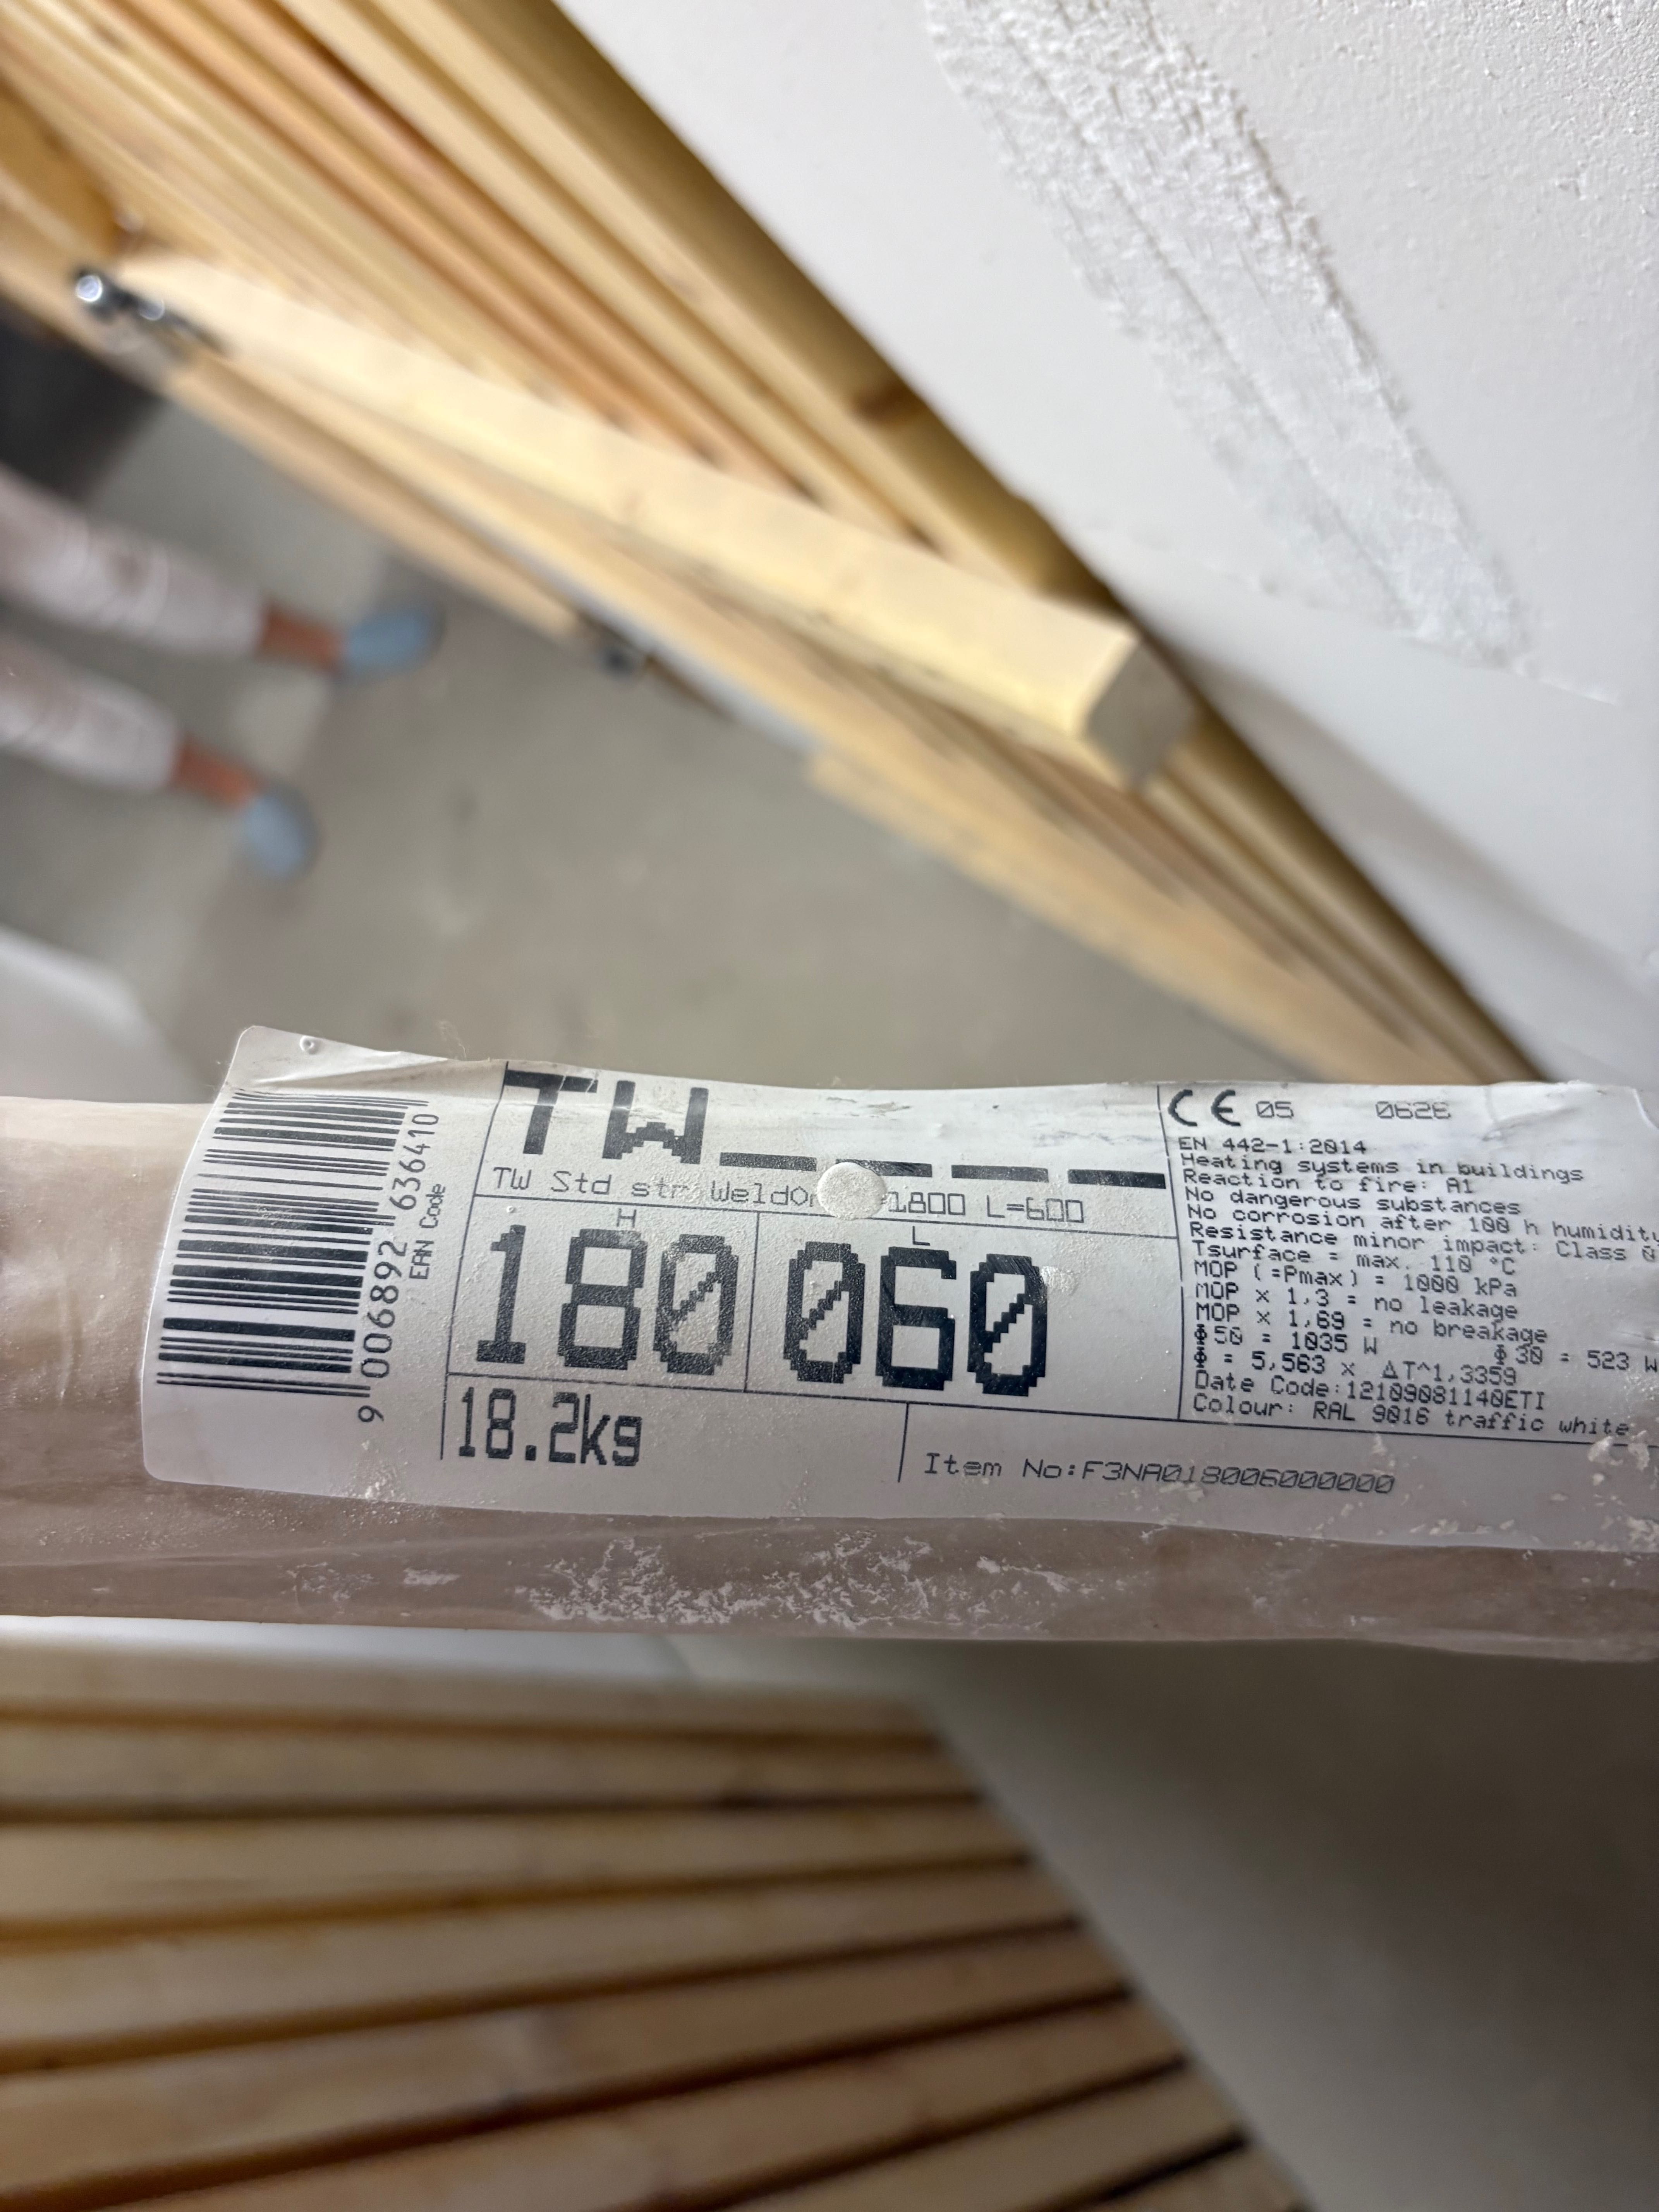 9 006892 636410
EAN Code
TW_ _ _ _
TW Std str 1800 L=600
H
180
L
060
18.2kg
Item No:F3NA018006000000
CE 05
EN 442-1:2014
Heating systems in buildings
Reaction to fire: A1
No dangerous substances
No corrosion after 100 h humidity
Resistance minor impact: Class
Tsurface = max. 110 °C
MOP (=Pmax) = 1000 kPa
MOP x 1,3 = no leakage
MOP x 1,69 = no breakage
Φ50 = 1035 W Φ30 = 523 W
Φ = 5,563 x ΔT^1,3359
Date Code:12109081140ETI
Colour: RAL 9016 traffic white